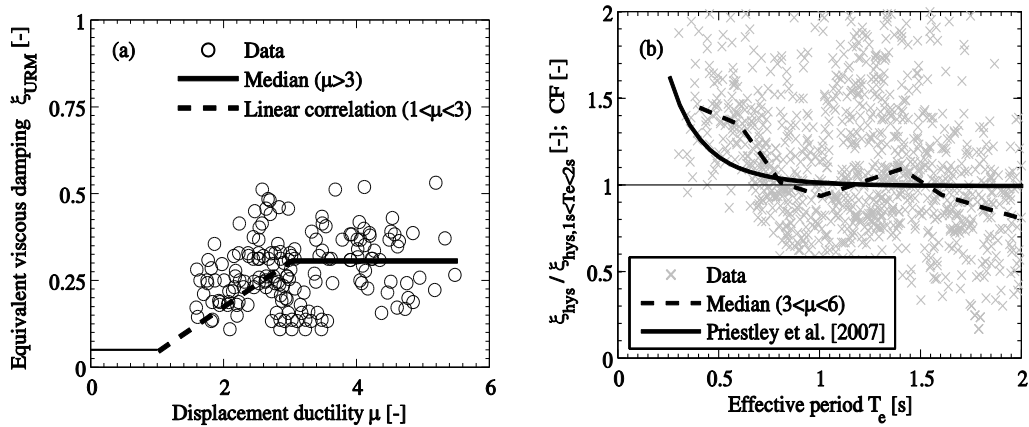 (a)
Data
Median (μ>3)
Linear correlation (1<μ<3)
Equivalent viscous damping ξURM [-]
1
0.75
0.5
0.25
0
0
2
4
6
Displacement ductility μ [-]
(b)
ξhys / ξhys,1s<Te<2s [-]; CF [-]
2
1.5
1
0.5
0
Data
Median (3<μ<6)
Priestley et al. [2007]
0
0.5
1
1.5
2
Effective period Te [s]